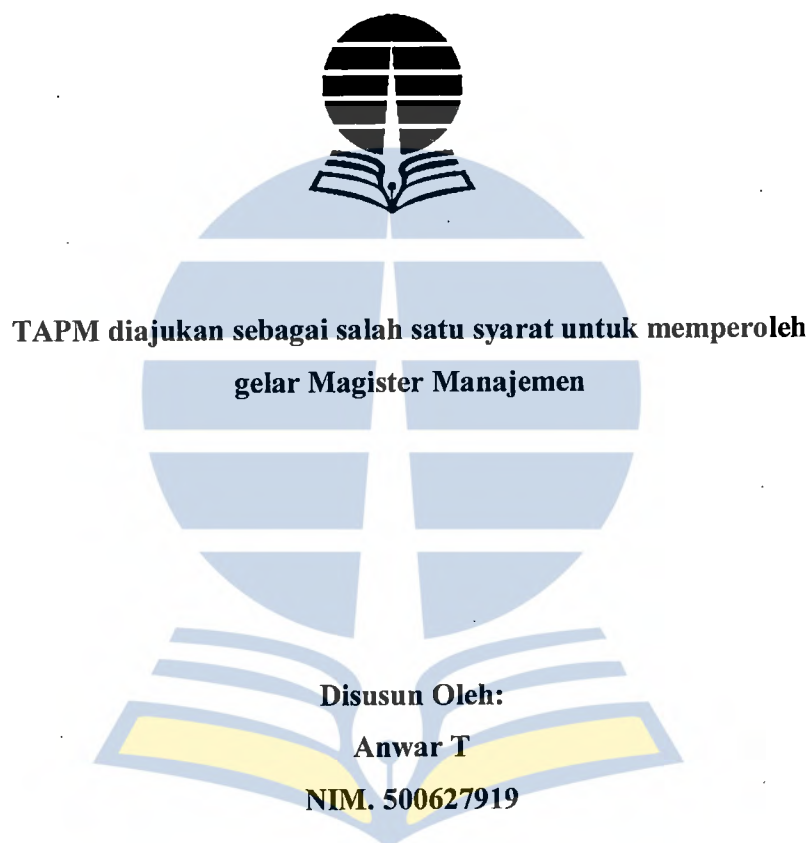 TAPM diajukan sebagai salah satu syarat untuk memperoleh
gelar Magister Manajemen
Disusun Oleh:
Anwar T
NIM. 500627919